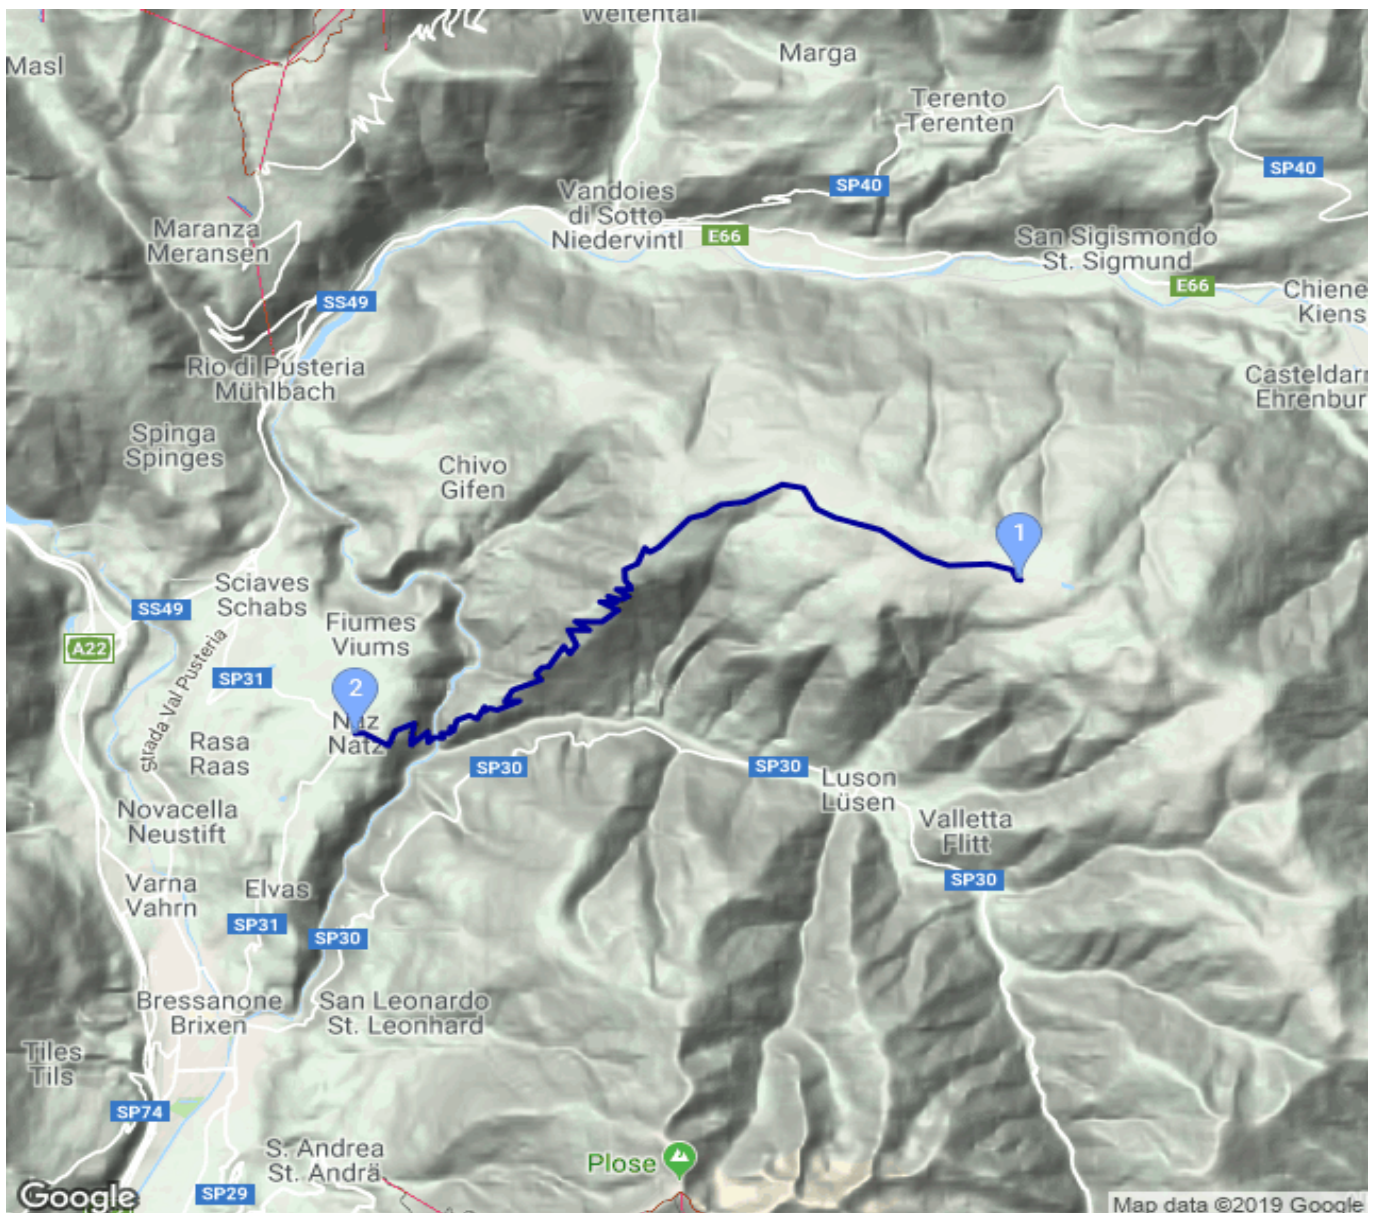 Weitental
Marga
Masl
Terento
Terenten
SP40
SP40
Vandoies
di Sotto
Niedervintl
Maranza
Meransen
E66
San Sigismondo
St. Sigmund
E66
SS49
Chiene
Kiens
Rio di Pusteria
Mühlbach
Casteldarn
Ehrenbur
Spinga
Spinges
Chivo
Gifen
1
Sciaves
Schabs
SS49
Fiumes
Viums
A22
Strada Val Pusteria
SP31
2
Naz
Natz
Rasa
Raas
SP30
SP30
Luson
Lüsen
Novacella
Neustift
Valletta
Flitt
Varna
Vahrn
Elvas
SP30
SP31
SP30
Bressanone
Brixen
San Leonardo
St. Leonhard
Tiles
Tils
SP74
S. Andrea
St. Andrä
Plose
SP29
Google
Map data ©2019 Google